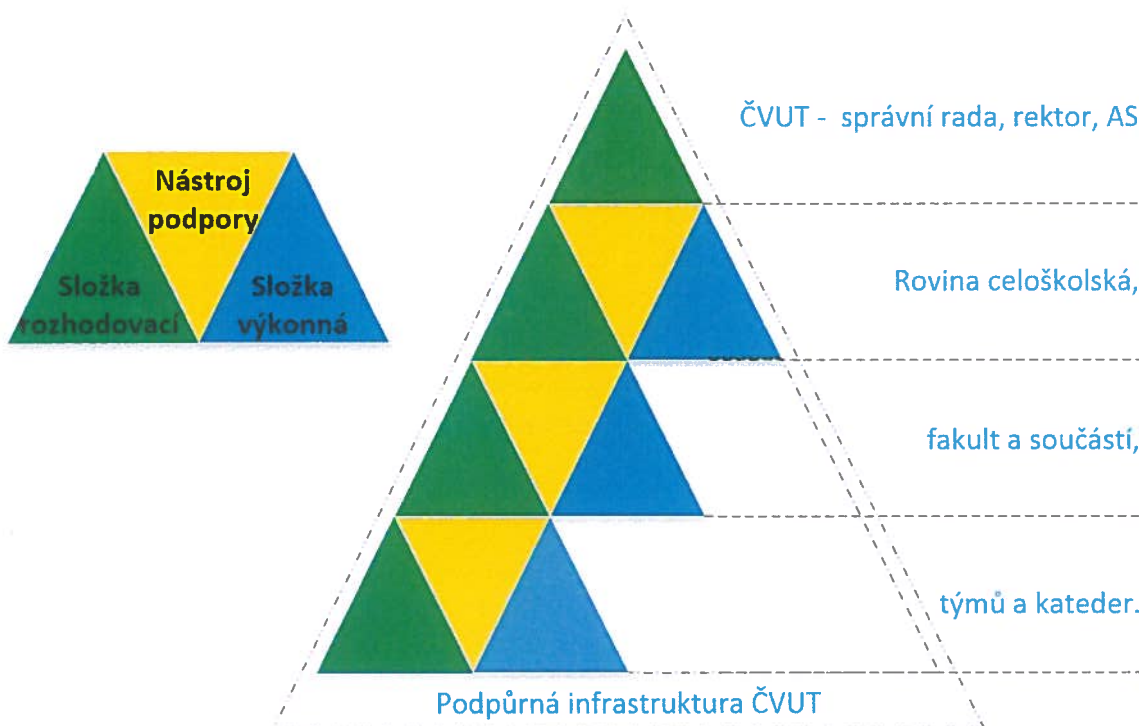 ČVUT - správní rada, rektor, AS
Nástroj
podpory
Složka
rozhodovací
Složka
výkonná
Rovina celoškolská,
fakult a součástí,
týmů a kateder.
Podpůrná infrastruktura ČVUT